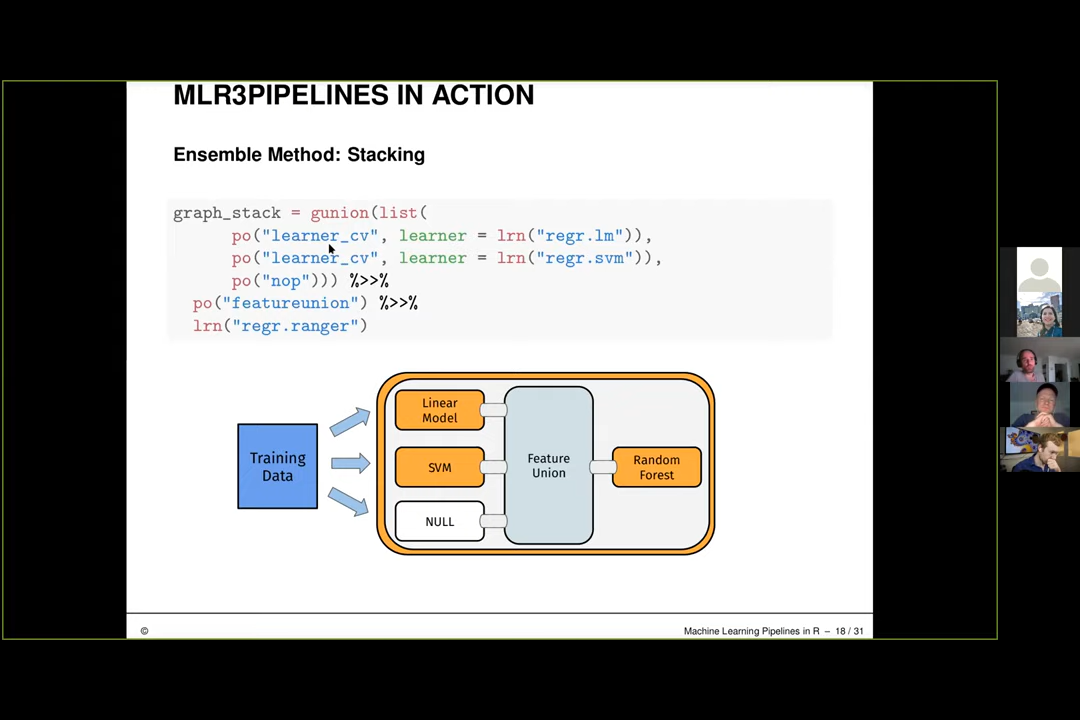 MLR3PIPELINES IN ACTION
Ensemble Method: Stacking
graph_stack = gunion(list(
po("learner_cv", learner = lrn("regr.lm")),
po("learner_cv", learner = lrn("regr.svm")),
po("nop"))) %>>%
po("featureunion") %>>%
lrn("regr.ranger")
Training
Data
Linear
Model
SVM
NULL
Feature
Union
Random
Forest
©
Machine Learning Pipelines in R – 18 / 31